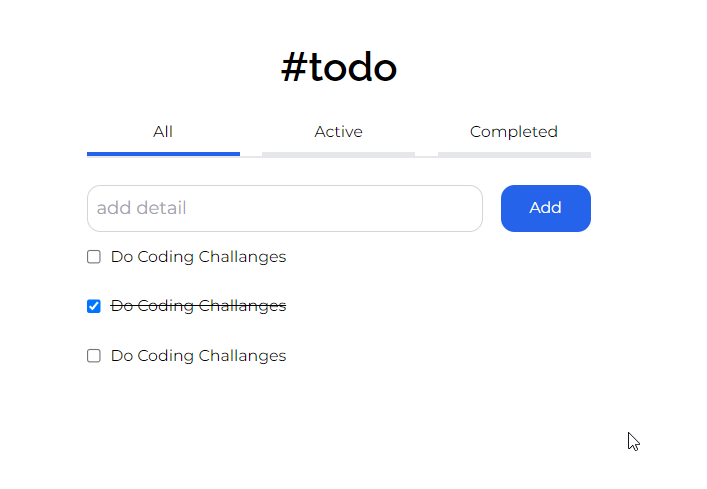 #todo
All Active Completed
add detail Add
Do Coding Challanges
Do Coding Challanges
Do Coding Challanges